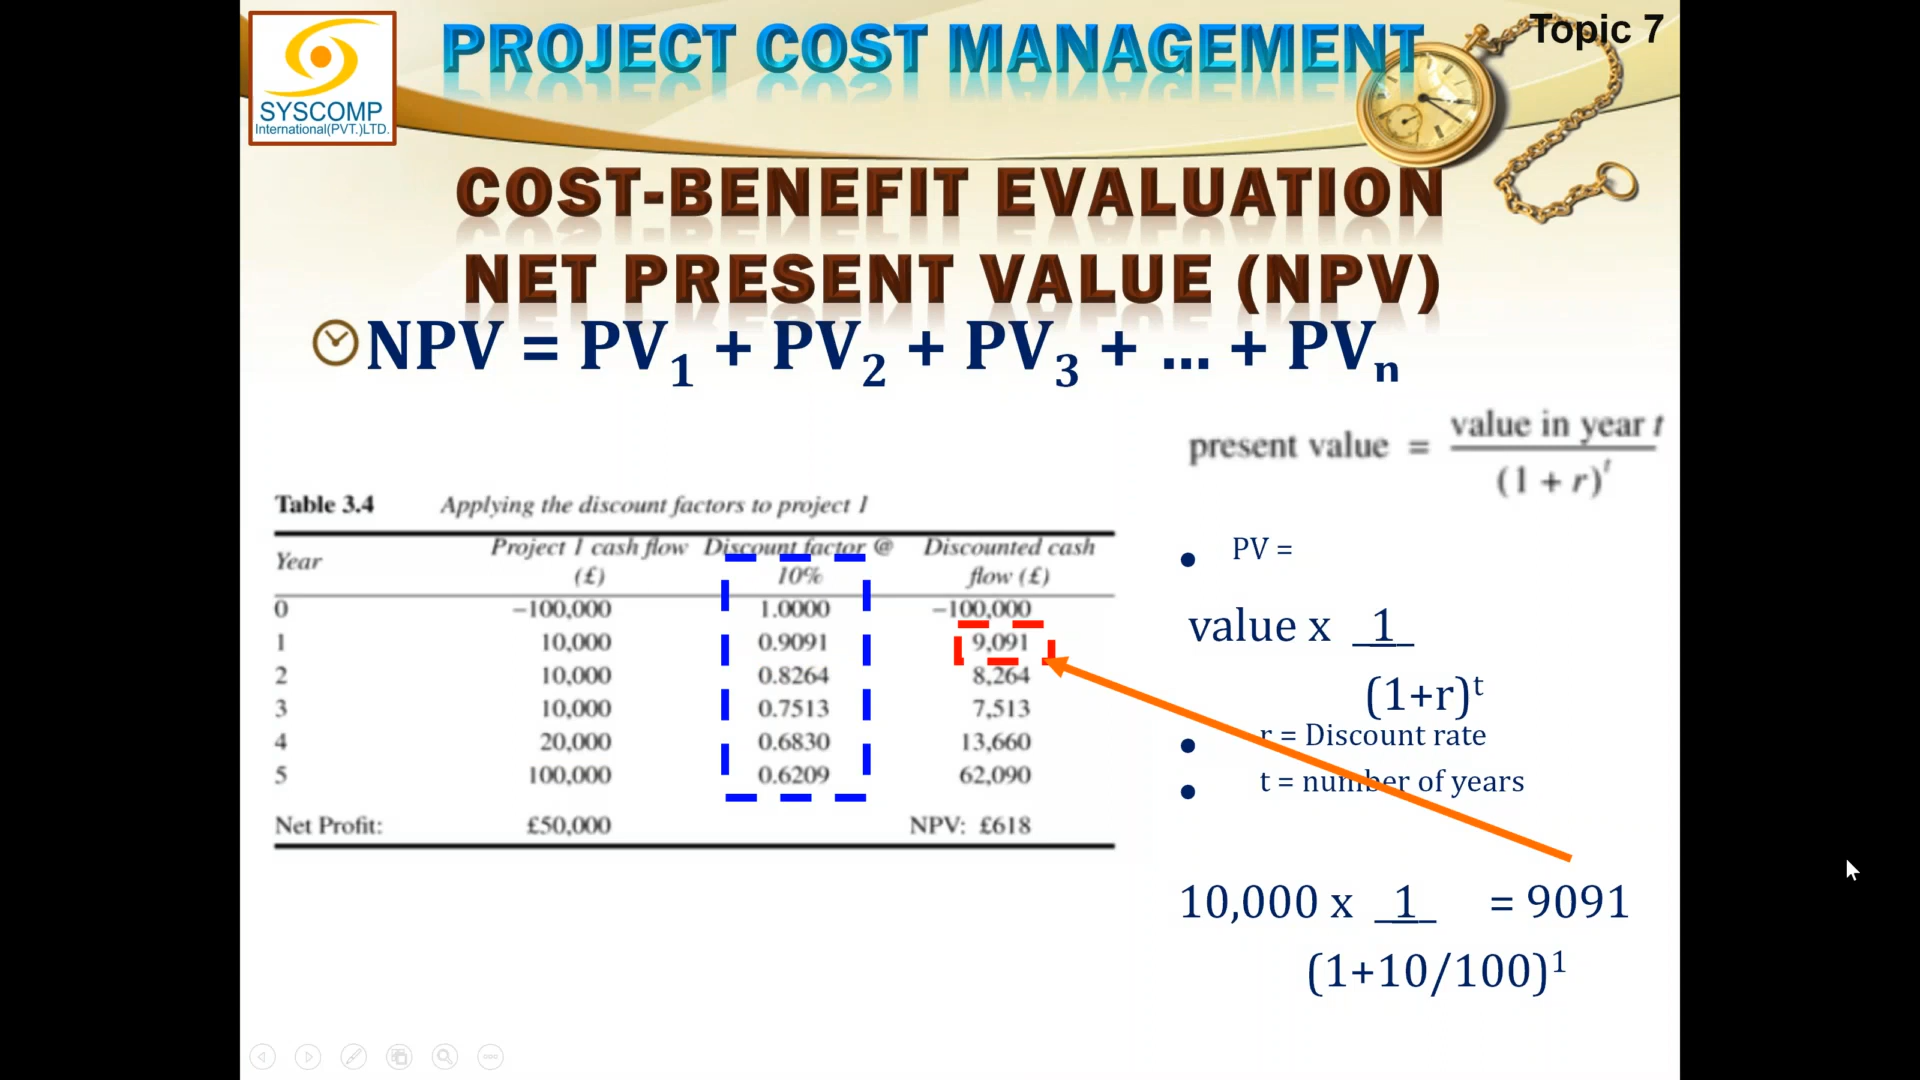 Topic 7
PROJECT COST MANAGEMENT
SYSCOMP
International(PVT.)LTD.
COST-BENEFIT EVALUATION
NET PRESENT VALUE (NPV)
NPV = PV₁ + PV₂ + PV₃ + ... + PVₙ
present value = value in year t
(1 + r)ᵗ
Table 3.4 Applying the discount factors to project 1
Year Project 1 cash flow (£) Discount factor @ 10% Discounted cash flow (£)
0 –100,000 1.0000 –100,000
1 10,000 0.9091 9,091
2 10,000 0.8264 8,264
3 10,000 0.7513 7,513
4 20,000 0.6830 13,660
5 100,000 0.6209 62,090
Net Profit: £50,000 NPV: £618
• PV =
value x 1
(1+r)ᵗ
• r = Discount rate
• t = number of years
10,000 x 1 = 9091
(1+10/100)¹